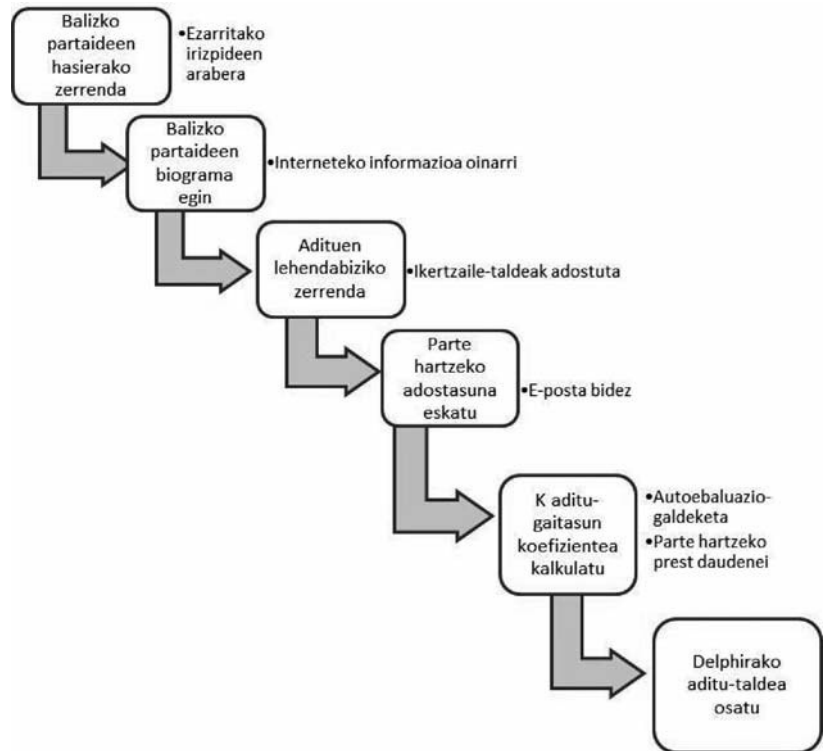 Balizko
partaideen
hasierako
zerrenda
•Ezarritako
irizpideen
arabera
Balizko
partaideen
biograma
egin
•Interneteko informazioa oinarri
Adituen
lehendabiziko
zerrenda
•Ikertzaile-taldeak adostuta
Parte
hartzeko
adostasuna
eskatu
•E-posta bidez
K aditu-
gaitasun
koefizientea
kalkulatu
•Autoebaluazio-
galdeketa
•Parte hartzeko
prest daudenei
Delphirako
aditu-taldea
osatu